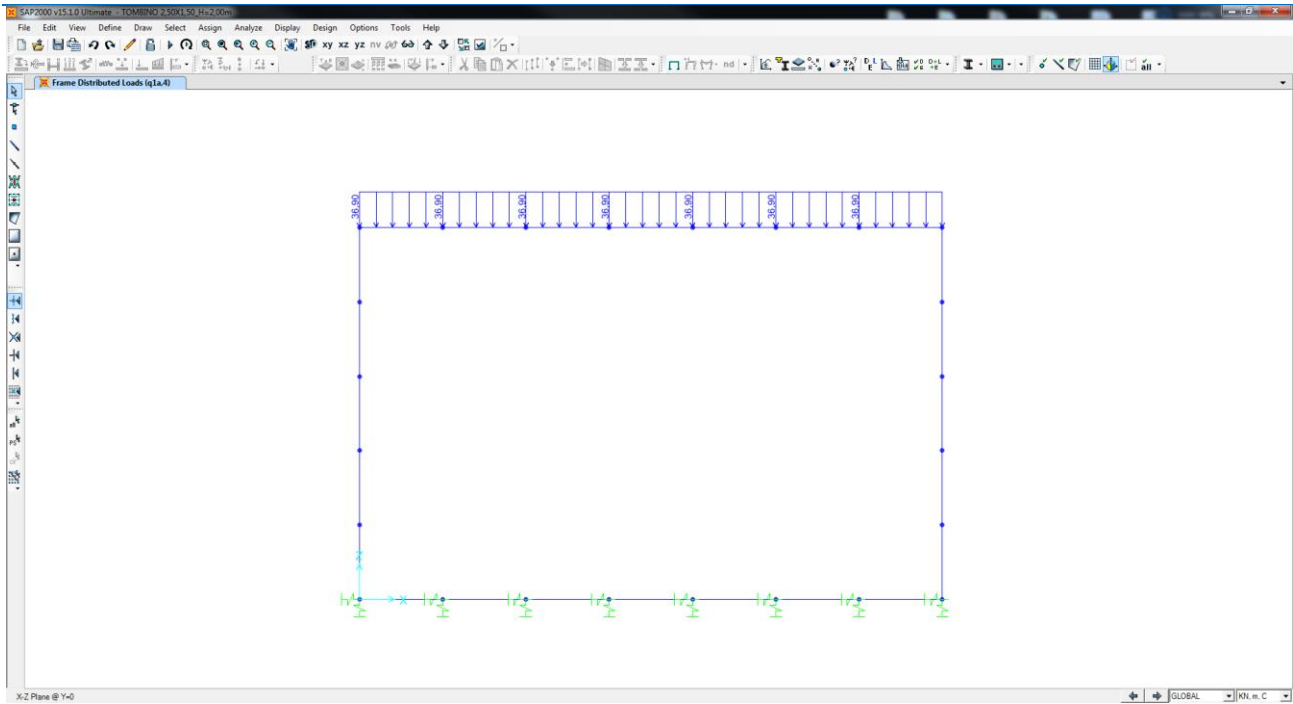 SAP2000 v15.1.0 Ultimate - TOMBINO 2,50X1,50_H=2,00m
File Edit View Define Draw Select Assign Analyze Display Design Options Tools Help
xy xz yz nv
nd
all
Frame Distributed Loads (q1a,4)
36.90 36.90 36.90 36.90 36.90 36.90 36.90
Z
X
X-Z Plane @ Y=0
GLOBAL
KN, m, C